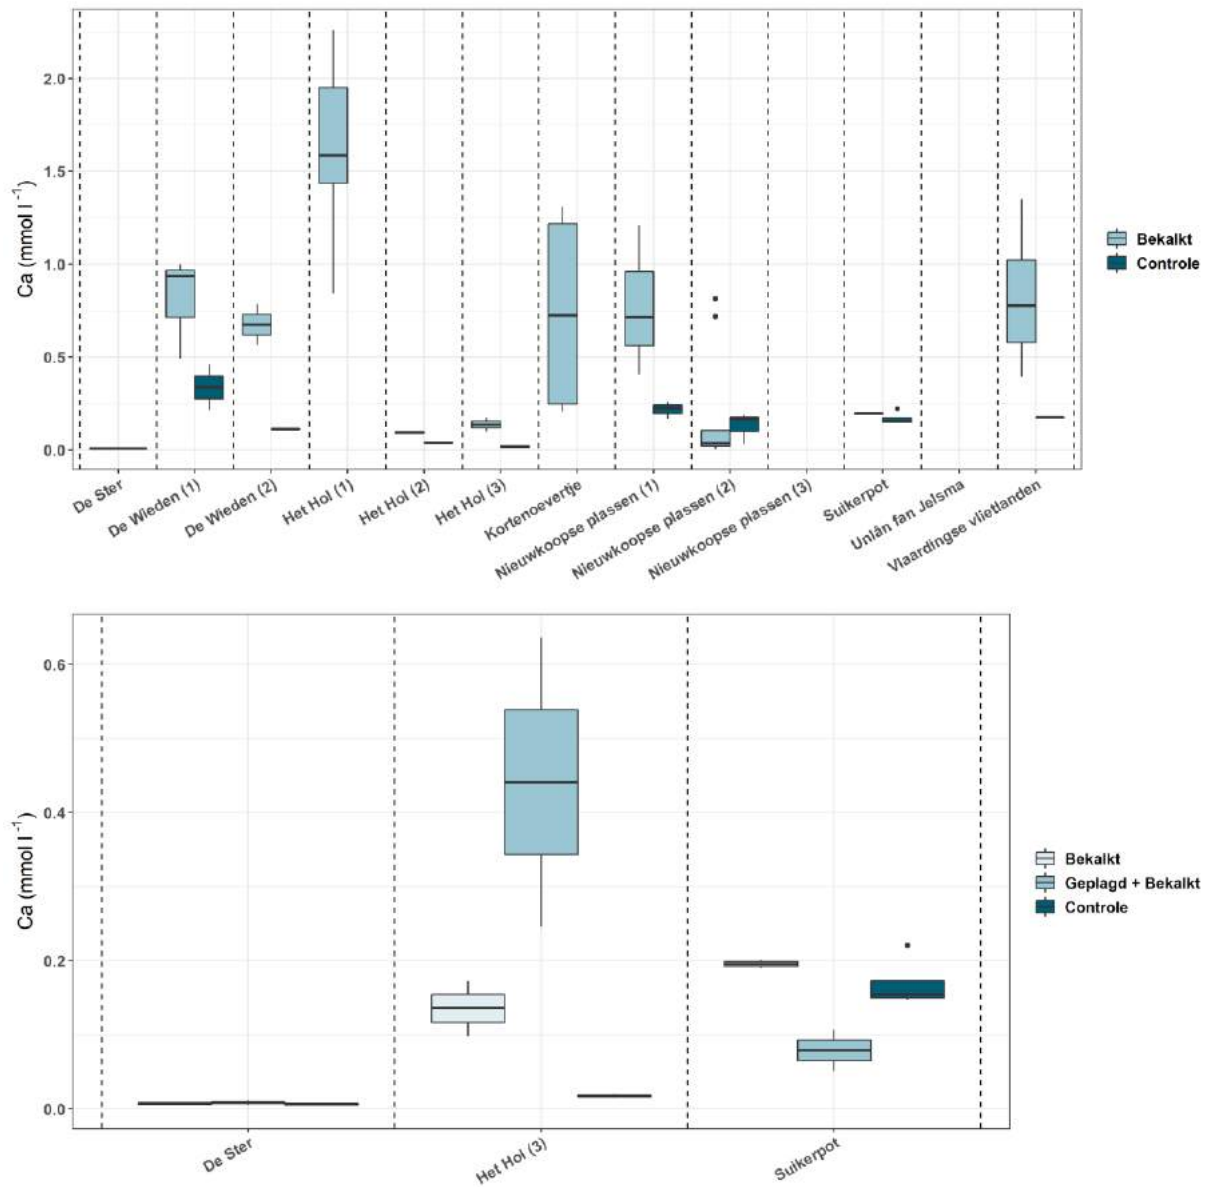 Ca (mmol l⁻¹)
2.0
1.5
1.0
0.5
0.0
De Ster
De Wieden (1)
De Wieden (2)
Het Hol (1)
Het Hol (2)
Het Hol (3)
Kortenoevertje
Nieuwkoopse plassen (1)
Nieuwkoopse plassen (2)
Nieuwkoopse plassen (3)
Suikerpot
Unlân fan Jelsma
Vlaardingse vlietlanden
Bekalkt
Controle
Ca (mmol l⁻¹)
0.6
0.4
0.2
0.0
De Ster
Het Hol (3)
Suikerpot
Bekalkt
Geplagd + Bekalkt
Controle